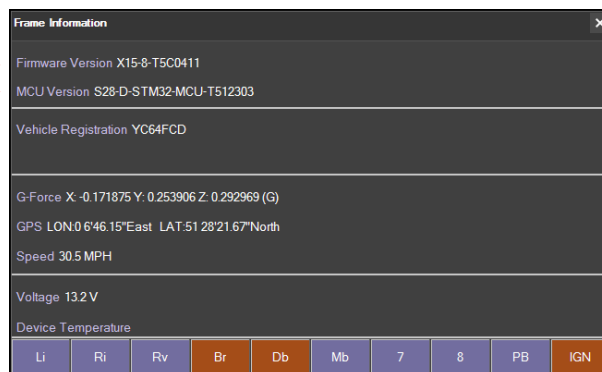 Frame Information
Firmware Version X15-8-T5C0411
MCU Version S28-D-STM32-MCU-T512303
Vehicle Registration YC64FCD
G-Force X: -0.171875 Y: 0.253906 Z: 0.292969 (G)
GPS LON:0 6'46.15"East LAT:51 28'21.67"North
Speed 30.5 MPH
Voltage 13.2 V
Device Temperature
Li Ri Rv Br Db Mb 7 8 PB IGN